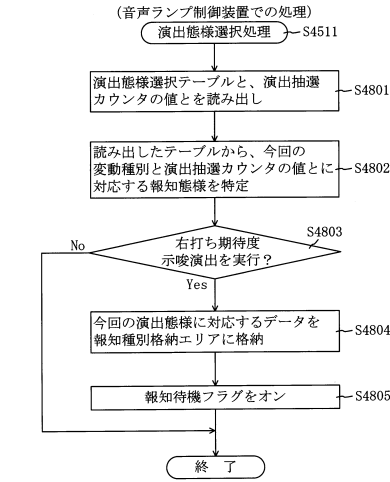 (音声ランプ制御装置での処理)
演出態様選択処理
S4511
演出態様選択テーブルと、演出抽選
カウンタの値とを読み出し
S4801
読み出したテーブルから、今回の
変動種別と演出抽選カウンタの値とに
対応する報知態様を特定
S4802
S4803
右打ち期待度
示唆演出を実行？
No
Yes
今回の演出態様に対応するデータを
報知種別格納エリアに格納
S4804
報知待機フラグをオン
S4805
終 了